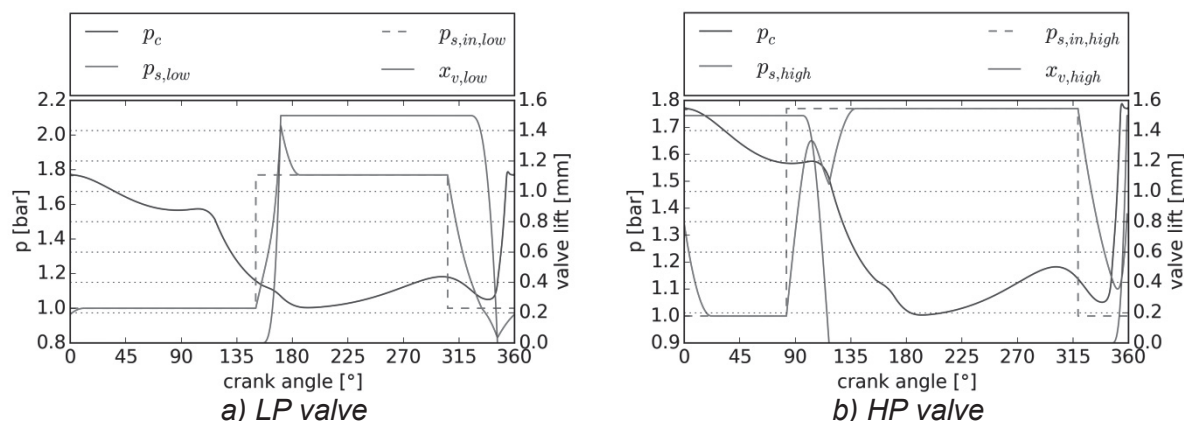 p_c p_{s,in,low}
p_{s,low} x_{v,low}
2.2
2.0
1.8
1.6
1.4
1.2
1.0
0.8
p [bar]
1.6
1.4
1.2
1.0
0.8
0.6
0.4
0.2
0.0
valve lift [mm]
0 45 90 135 180 225 270 315 360
crank angle [°]
a) LP valve
p_c p_{s,in,high}
p_{s,high} x_{v,high}
1.8
1.7
1.6
1.5
1.4
1.3
1.2
1.1
1.0
0.9
p [bar]
1.6
1.4
1.2
1.0
0.8
0.6
0.4
0.2
0.0
valve lift [mm]
0 45 90 135 180 225 270 315 360
crank angle [°]
b) HP valve